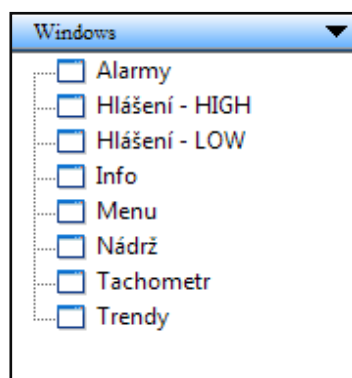 Windows
Alarmy
Hlášení - HIGH
Hlášení - LOW
Info
Menu
Nádrž
Tachometr
Trendy